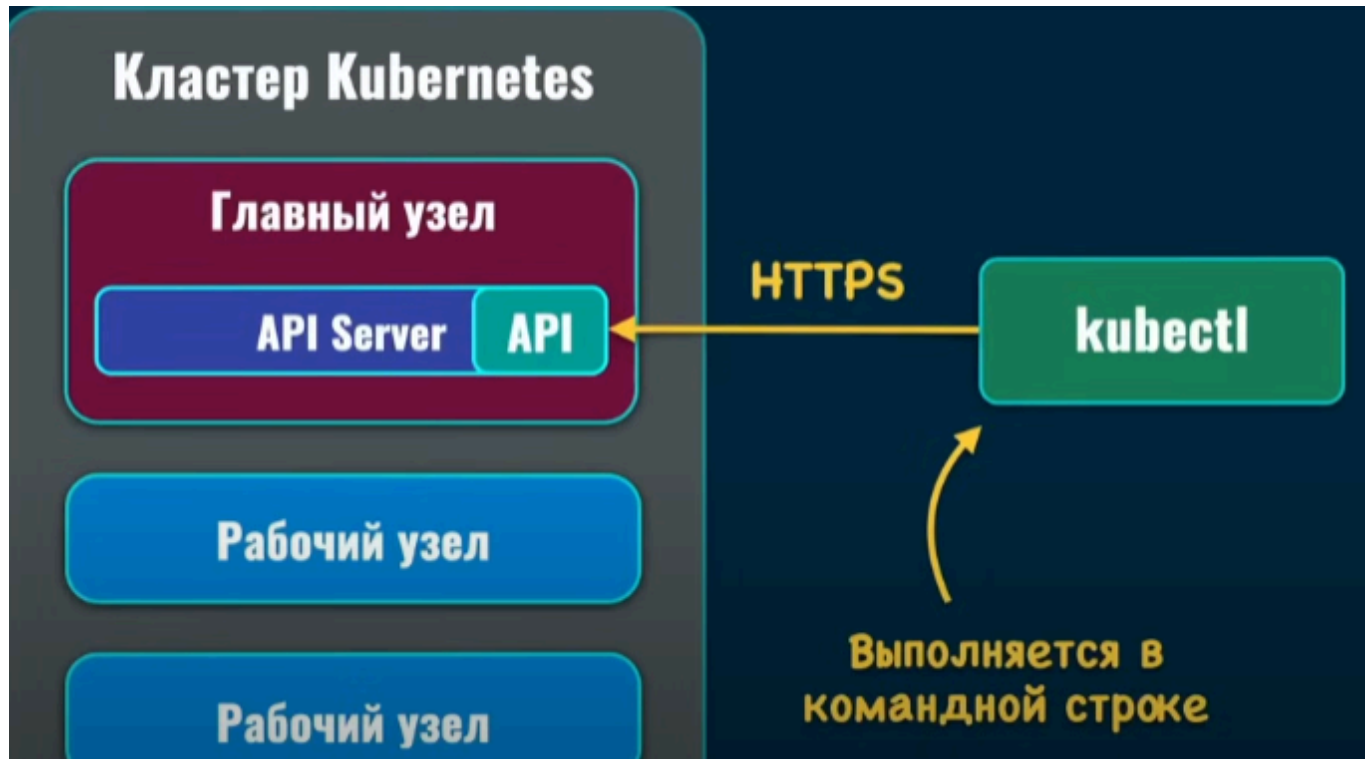 Кластер Kubernetes
Главный узел
API Server
API
HTTPS
kubectl
Рабочий узел
Выполняется в
командной строке
Рабочий узел